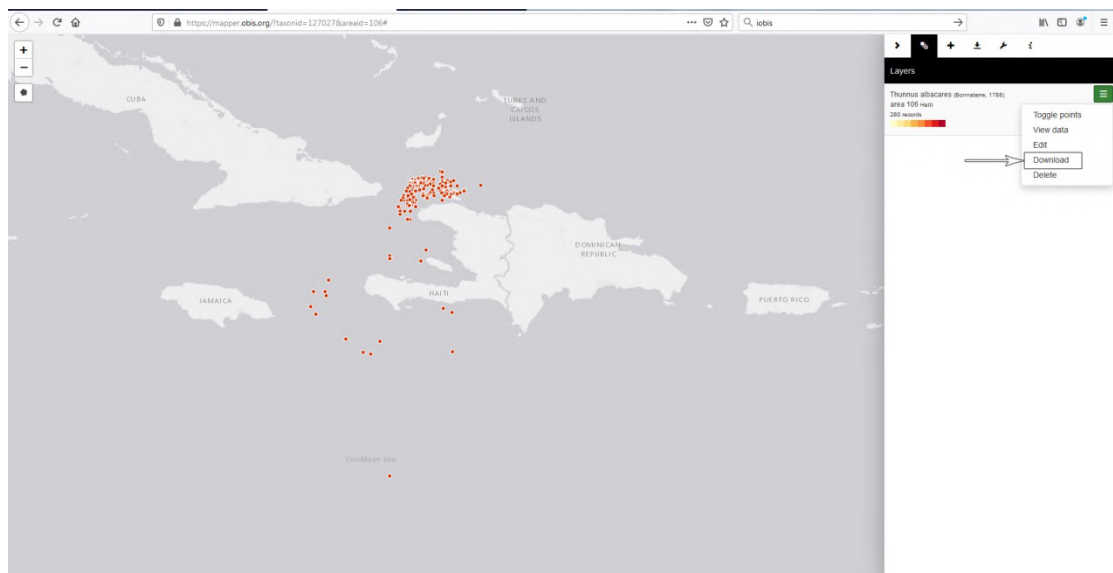 https://mapper.obis.org/?taxonid=127027&areaid=106#
iobis
Layers
Thunnus albacares (Bonnaterre, 1788)
area 106 Haiti
280 records
Toggle points
View data
Edit
Download
Delete
CUBA
TURKS AND
CAICOS
ISLANDS
DOMINICAN
REPUBLIC
HAITI
JAMAICA
PUERTO RICO
Caribbean Sea